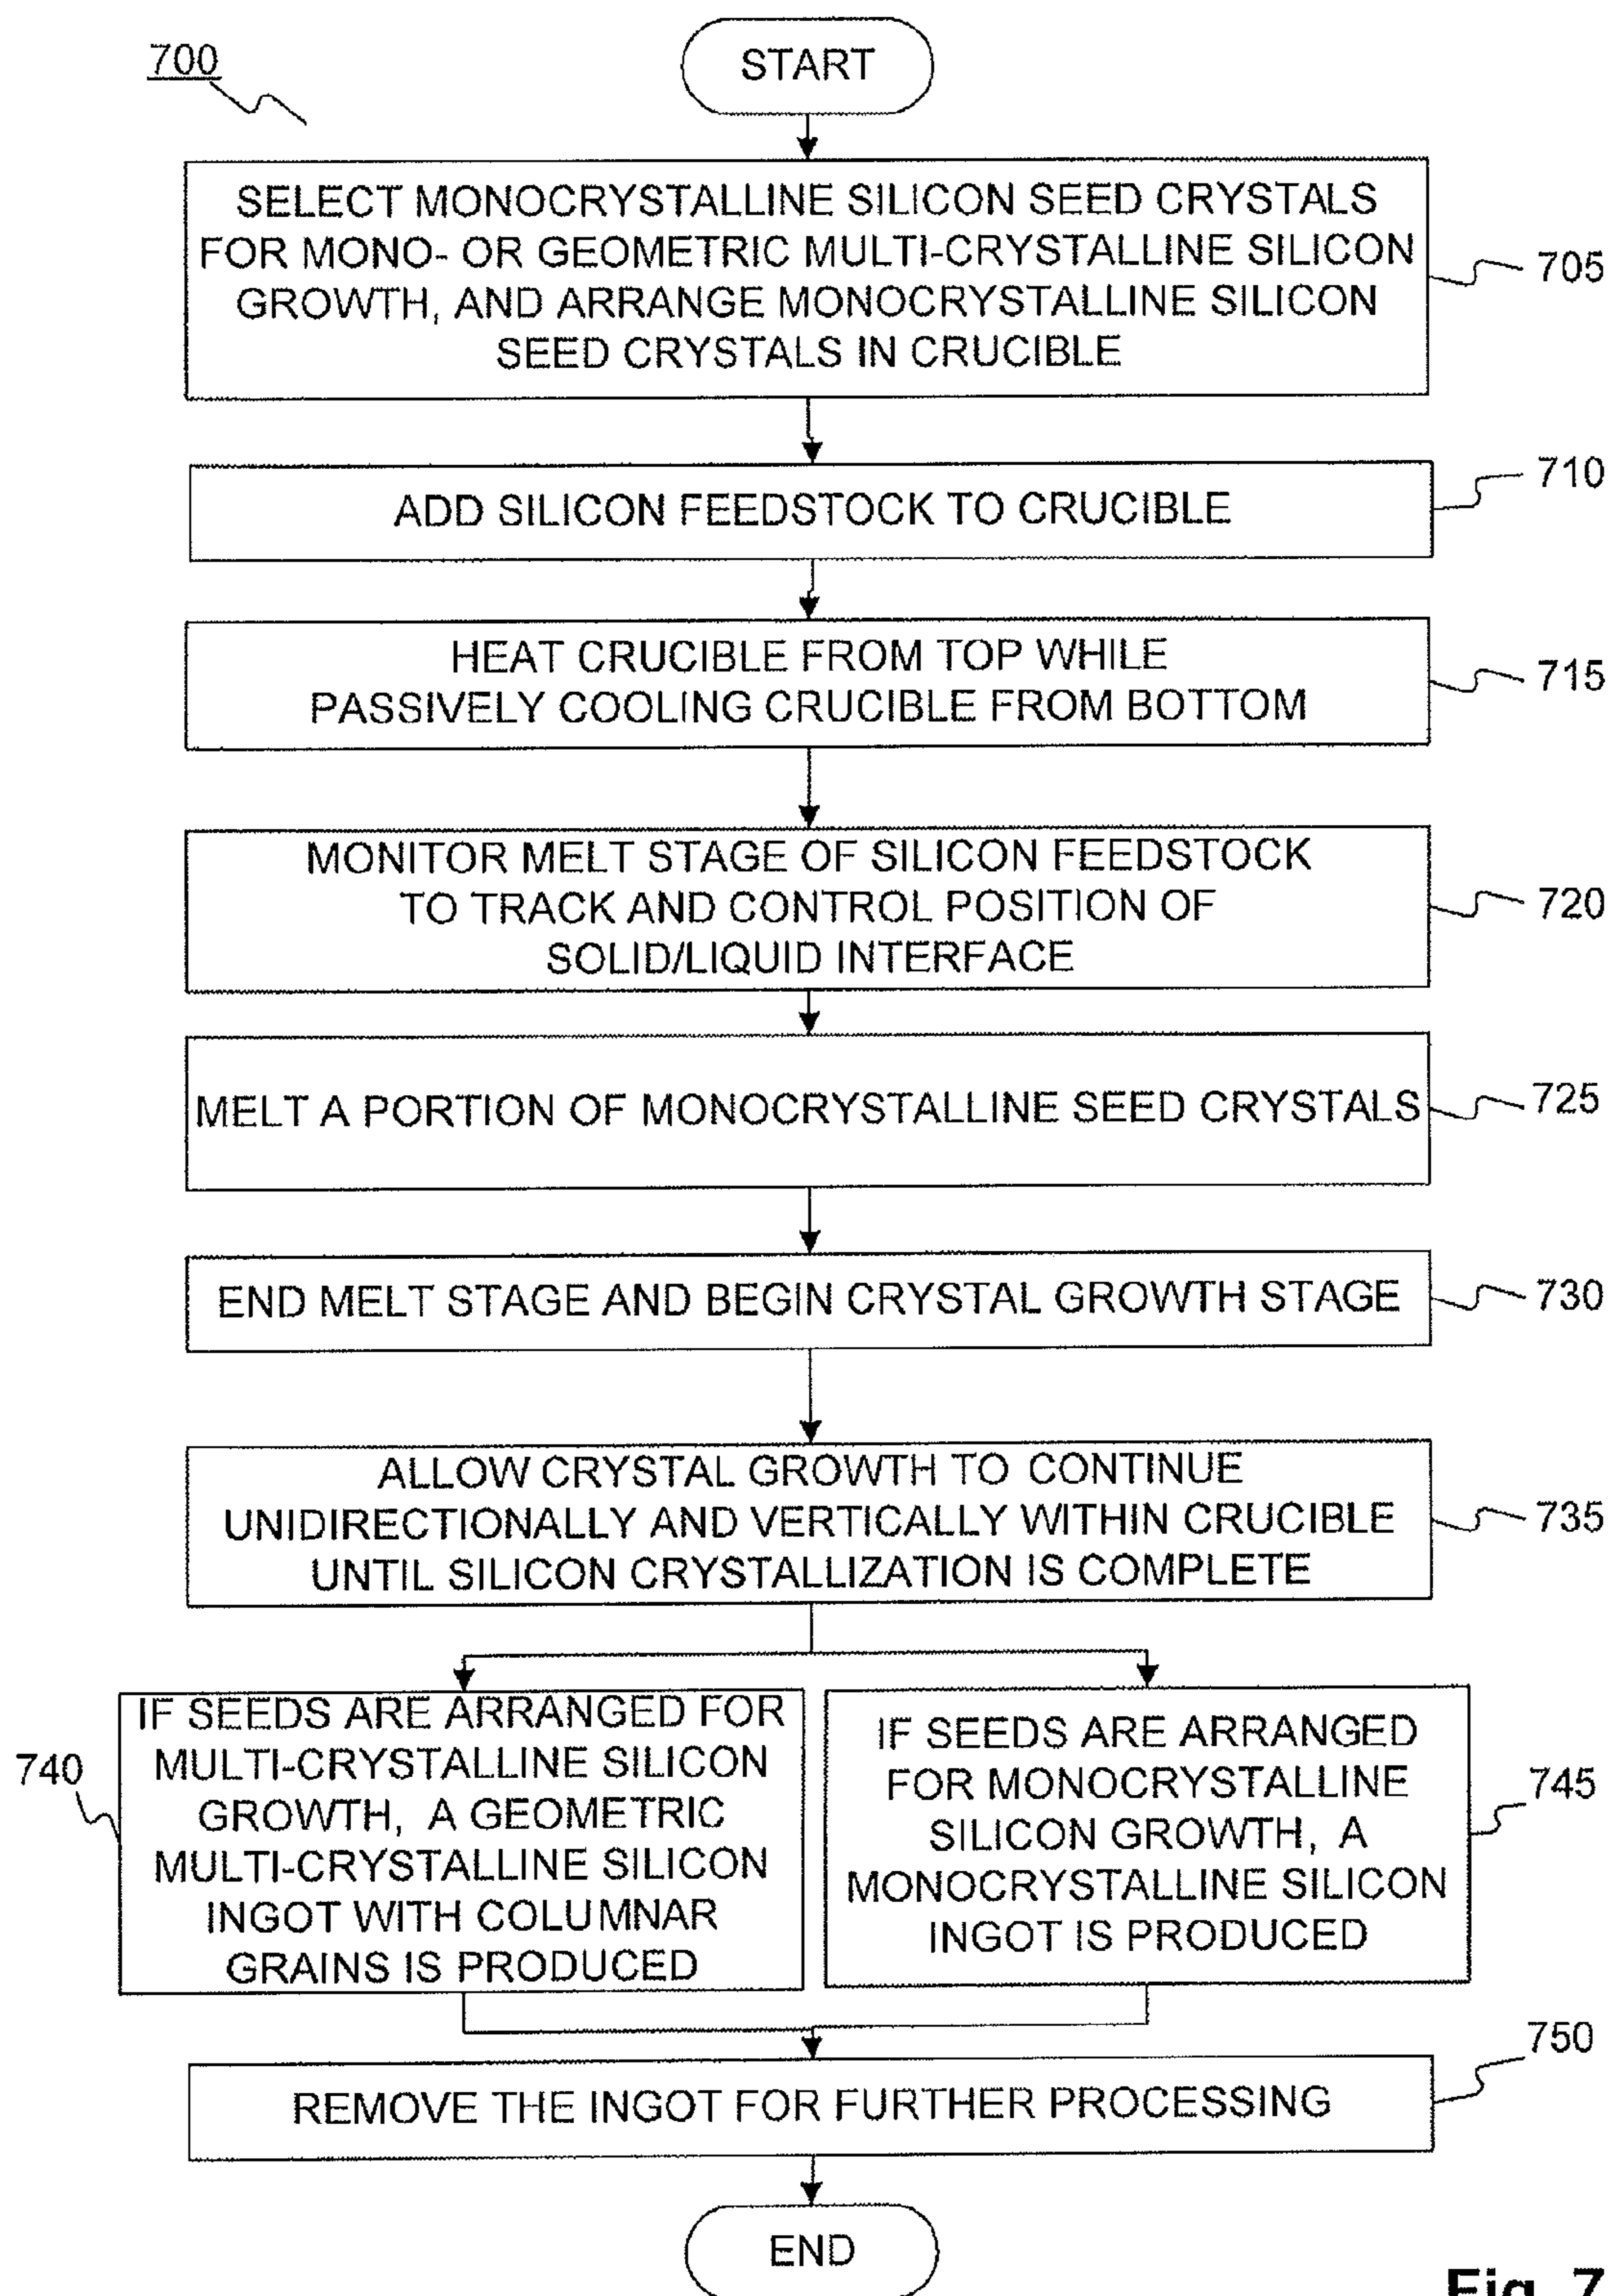 700
START
SELECT MONOCRYSTALLINE SILICON SEED CRYSTALS
FOR MONO- OR GEOMETRIC MULTI-CRYSTALLINE SILICON
GROWTH, AND ARRANGE MONOCRYSTALLINE SILICON
SEED CRYSTALS IN CRUCIBLE
705
ADD SILICON FEEDSTOCK TO CRUCIBLE
710
HEAT CRUCIBLE FROM TOP WHILE
PASSIVELY COOLING CRUCIBLE FROM BOTTOM
715
MONITOR MELT STAGE OF SILICON FEEDSTOCK
TO TRACK AND CONTROL POSITION OF
SOLID/LIQUID INTERFACE
720
MELT A PORTION OF MONOCRYSTALLINE SEED CRYSTALS
725
END MELT STAGE AND BEGIN CRYSTAL GROWTH STAGE
730
ALLOW CRYSTAL GROWTH TO CONTINUE
UNIDIRECTIONALLY AND VERTICALLY WITHIN CRUCIBLE
UNTIL SILICON CRYSTALLIZATION IS COMPLETE
735
740
IF SEEDS ARE ARRANGED FOR
MULTI-CRYSTALLINE SILICON
GROWTH, A GEOMETRIC
MULTI-CRYSTALLINE SILICON
INGOT WITH COLUMNAR
GRAINS IS PRODUCED
IF SEEDS ARE ARRANGED
FOR MONOCRYSTALLINE
SILICON GROWTH, A
MONOCRYSTALLINE SILICON
INGOT IS PRODUCED
745
REMOVE THE INGOT FOR FURTHER PROCESSING
750
END
Fig. 7